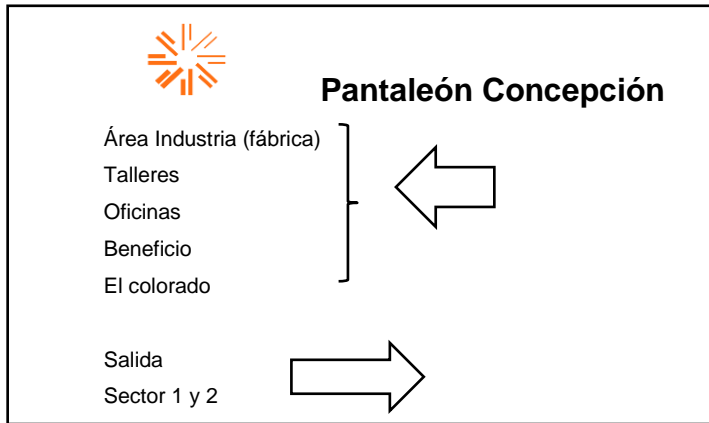 Pantaleón Concepción
Área Industria (fábrica)
Talleres
Oficinas
Beneficio
El colorado
Salida
Sector 1 y 2